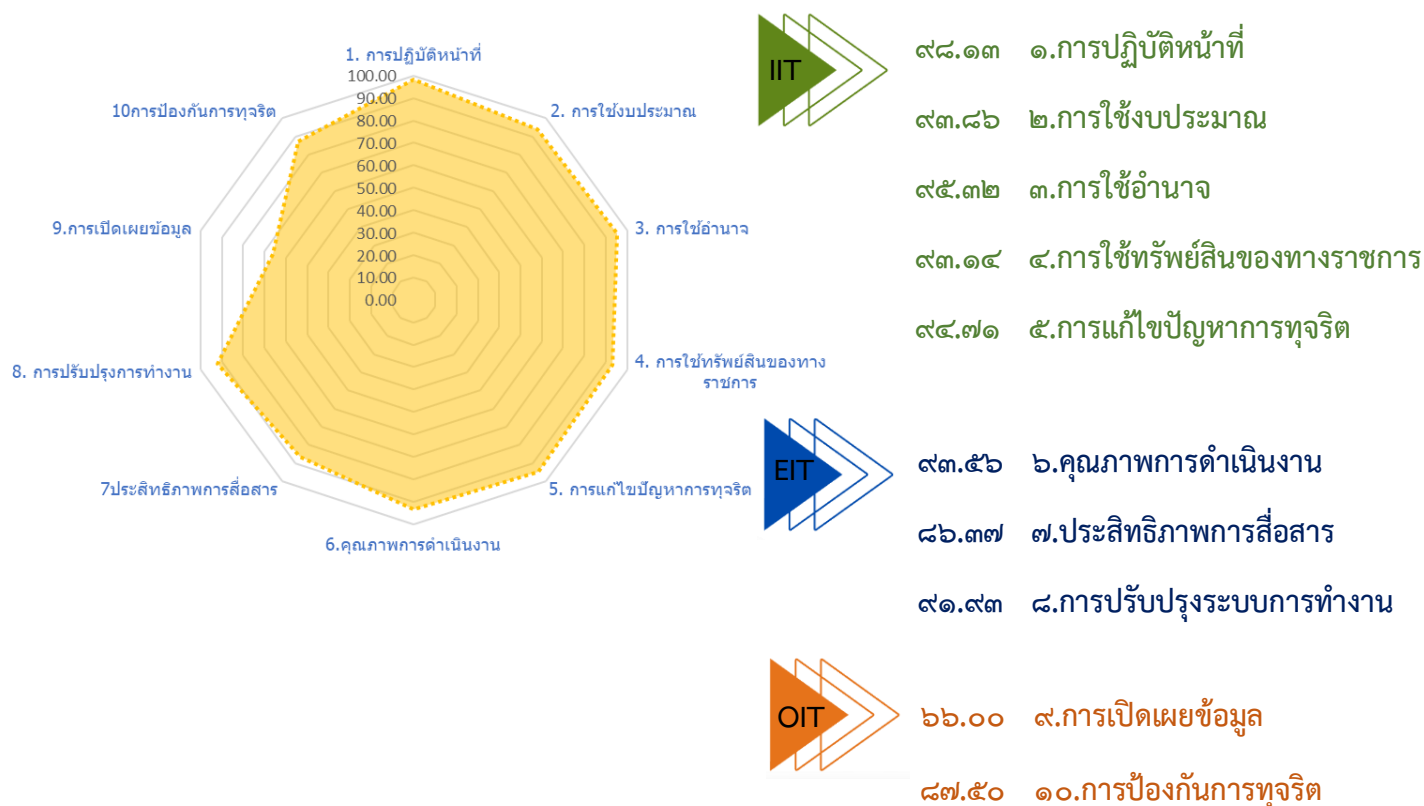 1. การปฏิบัติหน้าที่
100.00
90.00
80.00
70.00
60.00
50.00
40.00
30.00
20.00
10.00
0.00
2. การใช้งบประมาณ
3. การใช้อำนาจ
4. การใช้ทรัพย์สินของทาง
ราชการ
5. การแก้ไขปัญหาการทุจริต
6.คุณภาพการดำเนินงาน
7ประสิทธิภาพการสื่อสาร
8. การปรับปรุงการทำงาน
9.การเปิดเผยข้อมูล
10การป้องกันการทุจริต
IIT
๙๘.๑๓ ๑.การปฏิบัติหน้าที่
๙๓.๘๖ ๒.การใช้งบประมาณ
๙๕.๓๒ ๓.การใช้อำนาจ
๙๓.๑๔ ๔.การใช้ทรัพย์สินของทางราชการ
๙๔.๗๑ ๕.การแก้ไขปัญหาการทุจริต
EIT
๙๓.๕๖ ๖.คุณภาพการดำเนินงาน
๘๖.๓๗ ๗.ประสิทธิภาพการสื่อสาร
๙๑.๙๓ ๘.การปรับปรุงระบบการทำงาน
OIT
๖๖.๐๐ ๙.การเปิดเผยข้อมูล
๘๗.๕๐ ๑๐.การป้องกันการทุจริต